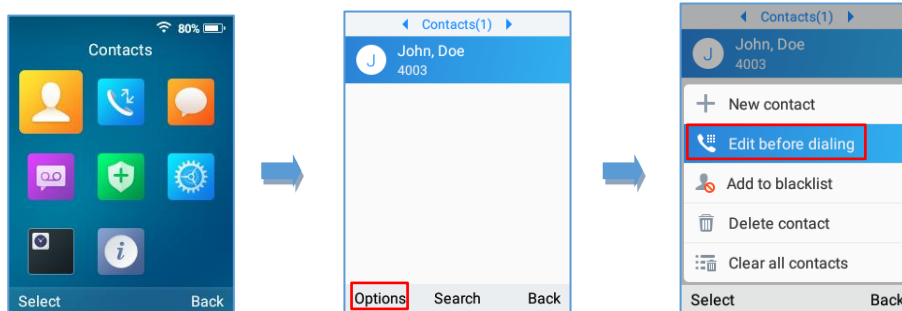 80%
Contacts
Select Back
Contacts(1)
J John, Doe
4003
Options Search Back
Contacts(1)
J John, Doe
4003
New contact
Edit before dialing
Add to blacklist
Delete contact
Clear all contacts
Select Back